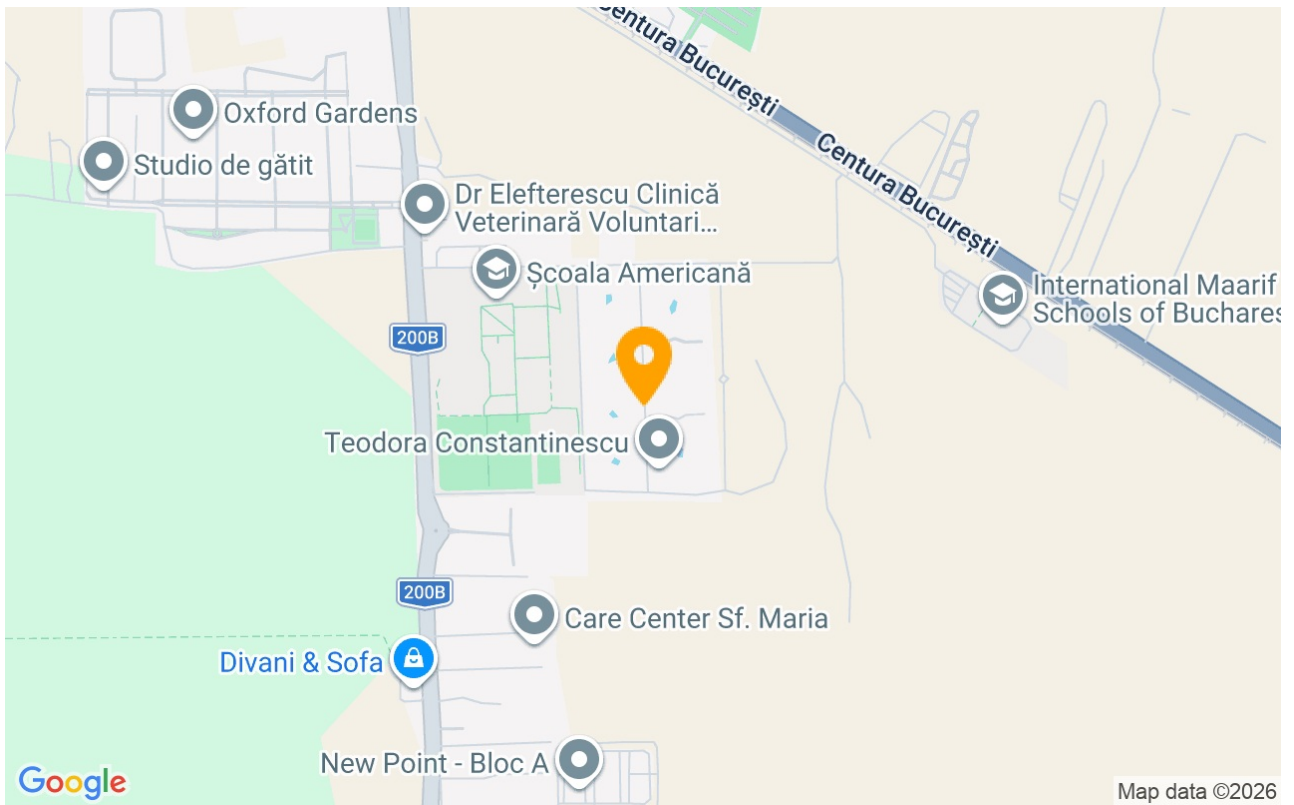 Centura București
Oxford Gardens
Studio de gătit
Centura București
Dr Elefterescu Clinică
Veterinară Voluntari...
Școala Americană
International Maarif
Schools of Buchares
200B
Teodora Constantinescu
200B
Care Center Sf. Maria
Divani & Sofa
New Point - Bloc A
Google
Map data ©2026